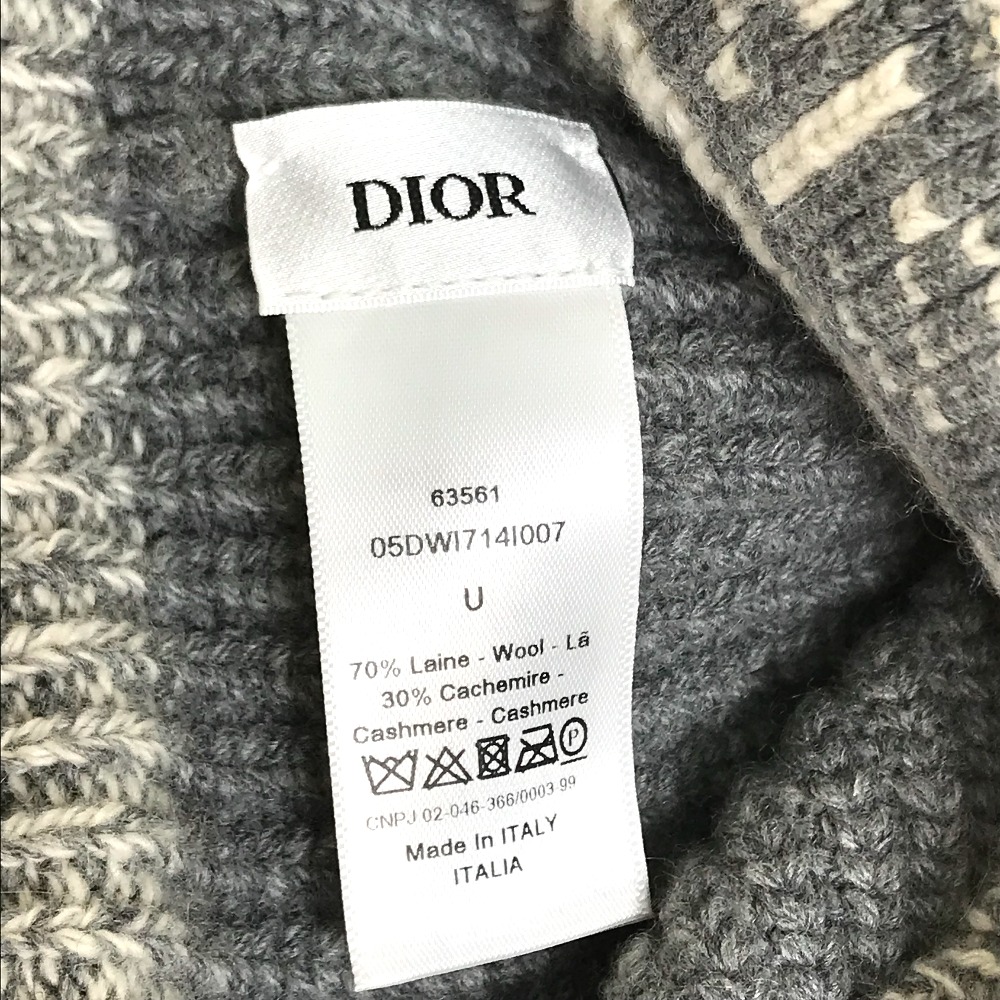 DIOR
63561
05DWI714I007
U
70% Laine - Wool - Lã
30% Cachemire -
Cashmere - Cashmere
P
CNPJ 02-046-366/0003-99
Made In ITALY
ITALIA